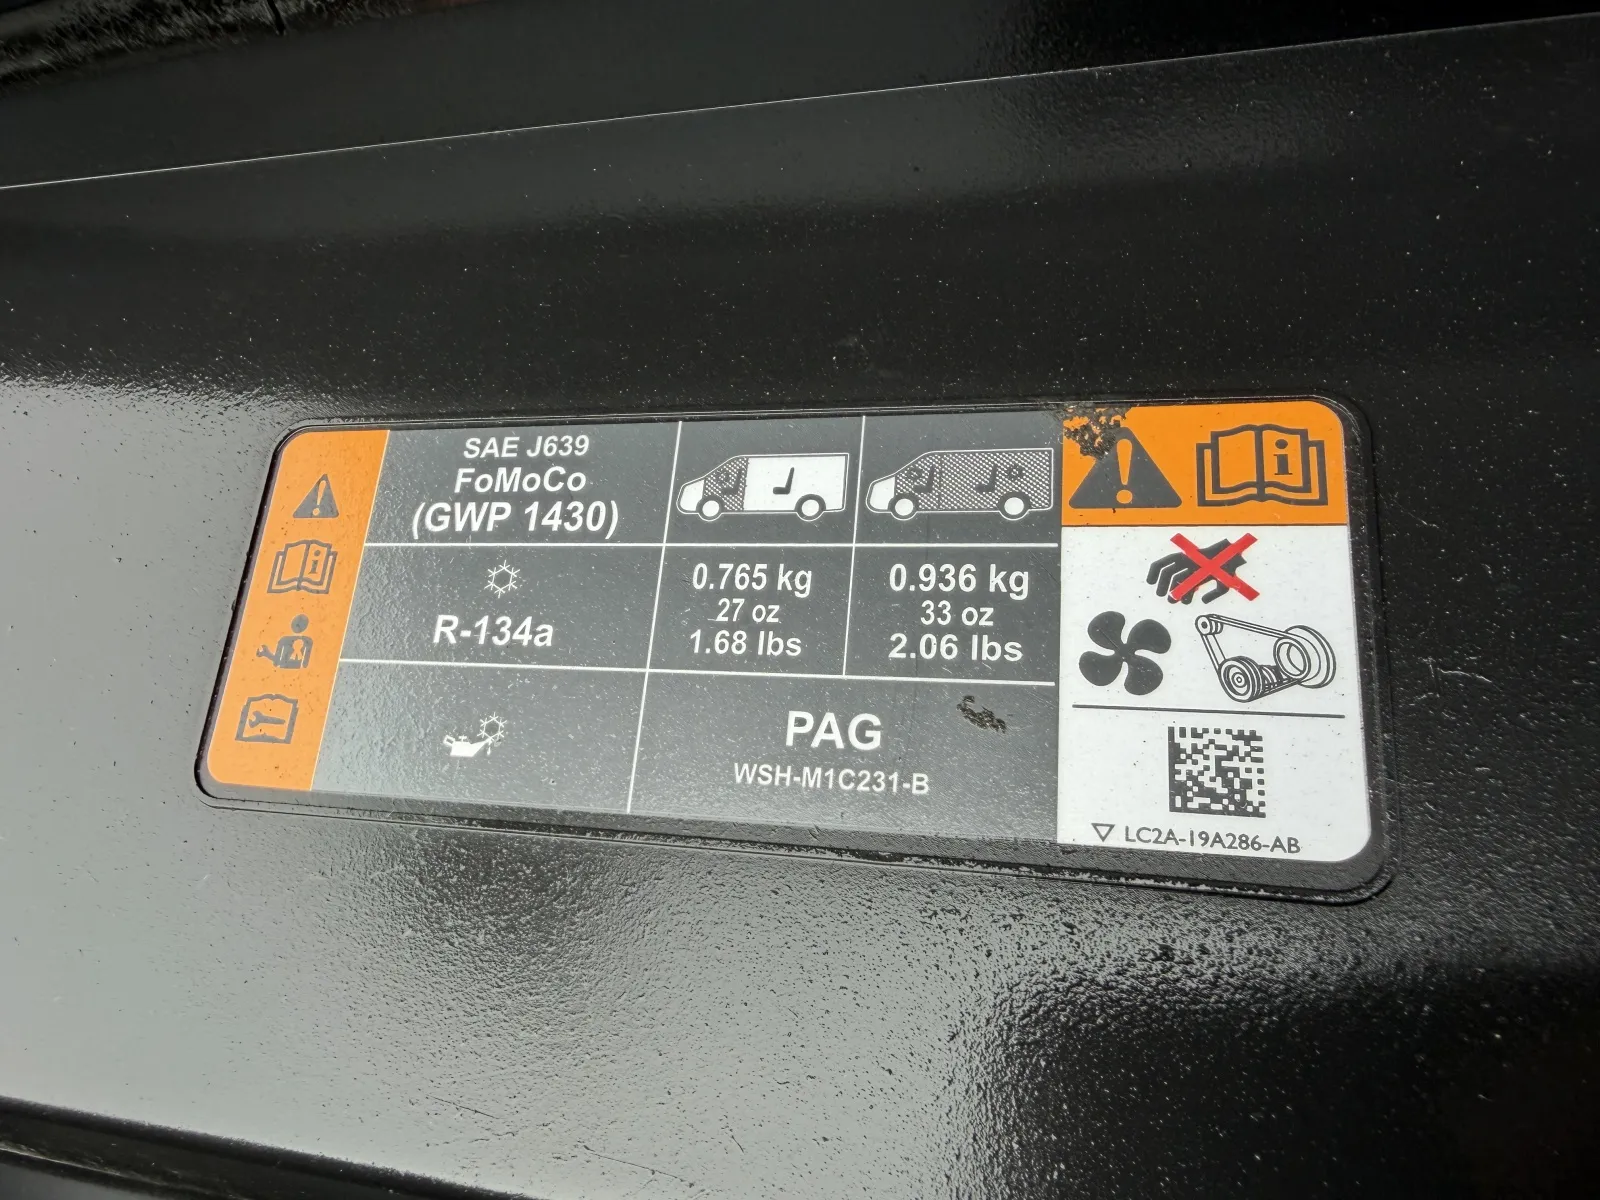 SAE J639
FoMoCo
(GWP 1430)
R-134a
0.765 kg
27 oz
1.68 lbs
0.936 kg
33 oz
2.06 lbs
PAG
WSH-M1C231-B
LC2A-19A286-AB